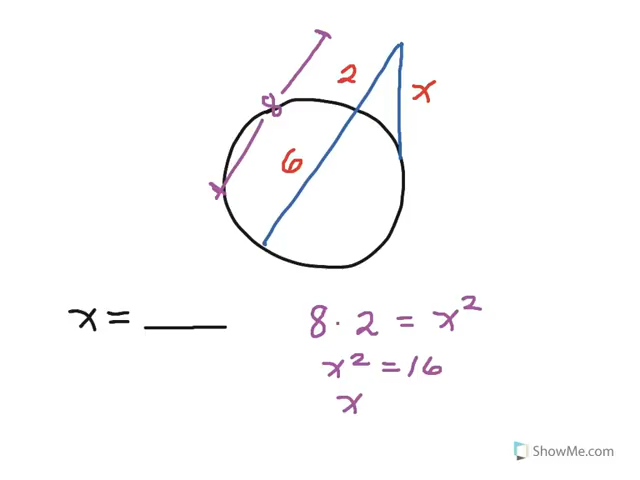 2
x
8
6
x = ____
8 · 2 = x²
x² = 16
x
ShowMe.com